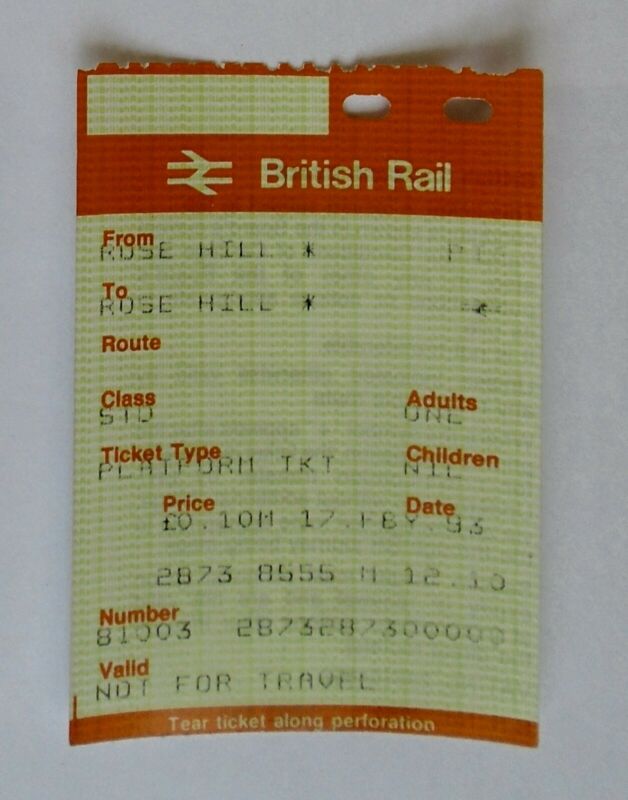 British Rail
From
ROSE HILL *
To
ROSE HILL *
Route
Class Adults
STD ONE
Ticket Type Children
PLATFORM TKT NIL
Price Date
£0.10M 17.FBY.93
2873 8555 M 12.10
Number
81003 2873287300000
Valid
NOT FOR TRAVEL
Tear ticket along perforation